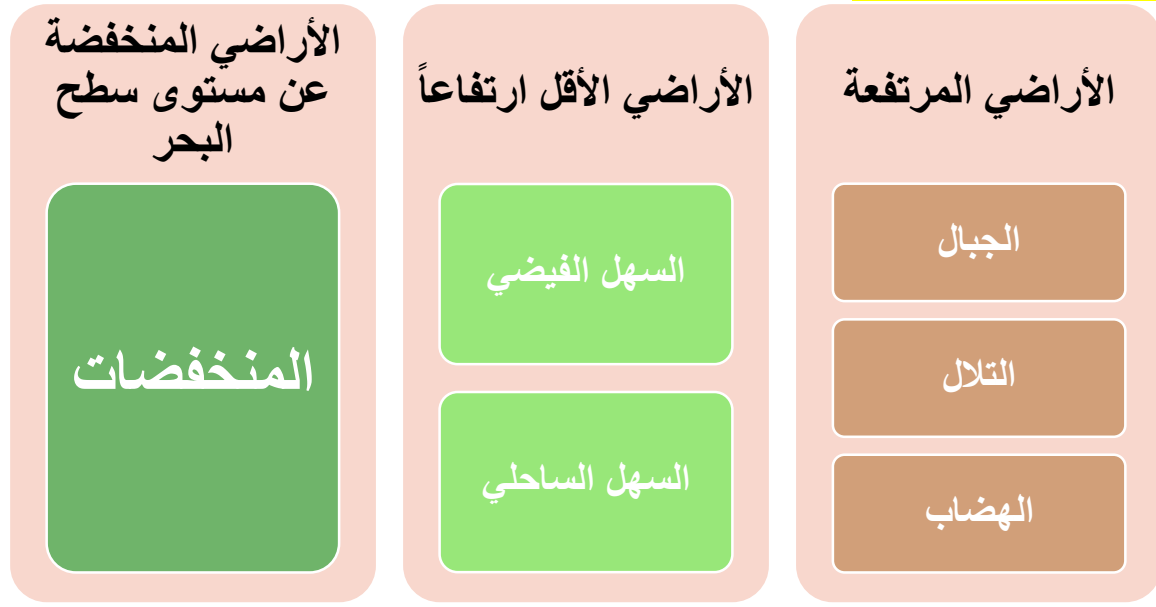 الأراضي المرتفعة
الجبال
التلال
الهضاب
الأراضي الأقل ارتفاعاً
السهل الفيضي
السهل الساحلي
الأراضي المنخفضة
عن مستوى سطح
البحر
المنخفضات